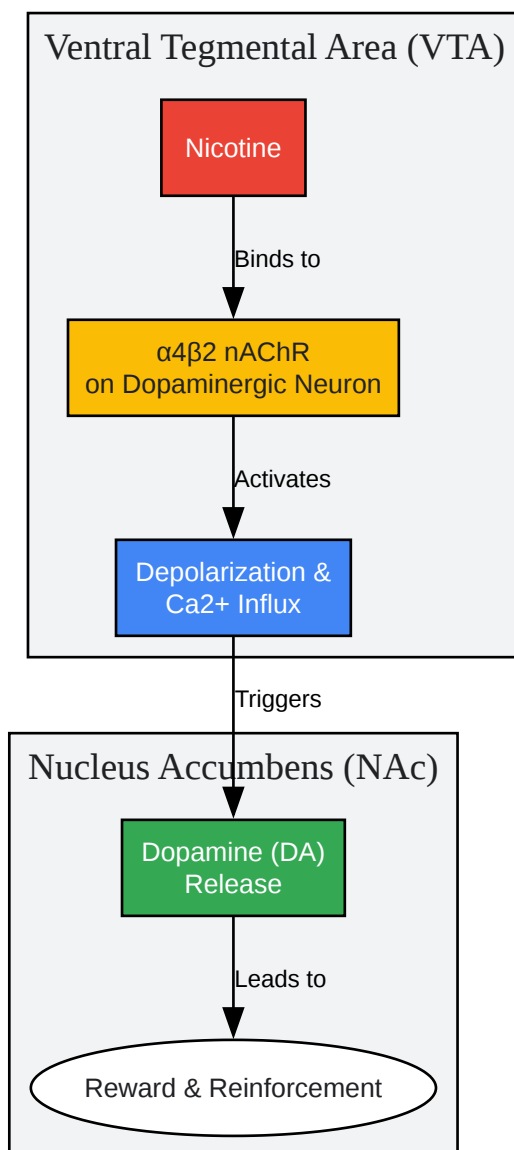 Ventral Tegmental Area (VTA)
Nicotine
Binds to
α4β2 nAChR
on Dopaminergic Neuron
Activates
Depolarization &
Ca2+ Influx
Triggers
Nucleus Accumbens (NAc)
Dopamine (DA)
Release
Leads to
Reward & Reinforcement